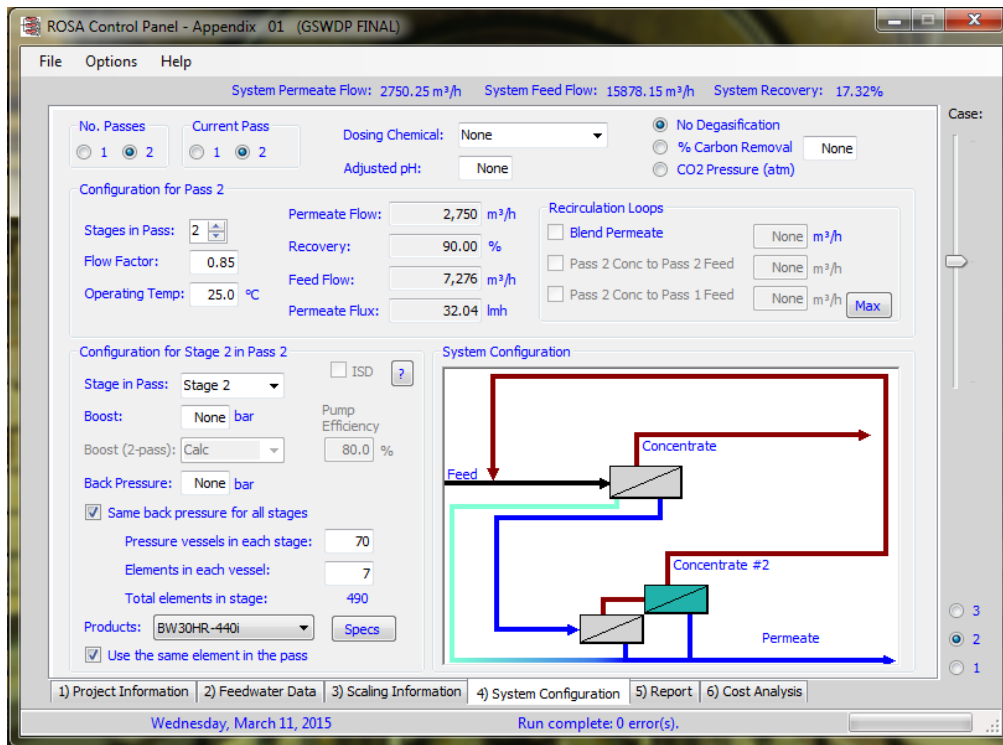 ROSA Control Panel - Appendix 01 (GSWDP FINAL)
File Options Help
System Permeate Flow: 2750.25 m³/h System Feed Flow: 15878.15 m³/h System Recovery: 17.32%
Case:
No. Passes
1 2
Current Pass
1 2
Dosing Chemical: None
Adjusted pH: None
No Degasification
% Carbon Removal None
CO2 Pressure (atm)
Configuration for Pass 2
Stages in Pass: 2
Flow Factor: 0.85
Operating Temp: 25.0 ºC
Permeate Flow: 2,750 m³/h
Recovery: 90.00 %
Feed Flow: 7,276 m³/h
Permeate Flux: 32.04 lmh
Recirculation Loops
Blend Permeate None m³/h
Pass 2 Conc to Pass 2 Feed None m³/h
Pass 2 Conc to Pass 1 Feed None m³/h Max
Configuration for Stage 2 in Pass 2
Stage in Pass: Stage 2
ISD ?
Boost: None bar
Pump
Efficiency
Boost (2-pass): Calc 80.0 %
Back Pressure: None bar
Same back pressure for all stages
Pressure vessels in each stage: 70
Elements in each vessel: 7
Total elements in stage: 490
Products: BW30HR-440i Specs
Use the same element in the pass
System Configuration
Concentrate
Feed
Concentrate #2
Permeate
3
2
1
1) Project Information 2) Feedwater Data 3) Scaling Information 4) System Configuration 5) Report 6) Cost Analysis
Wednesday, March 11, 2015 Run complete: 0 error(s).